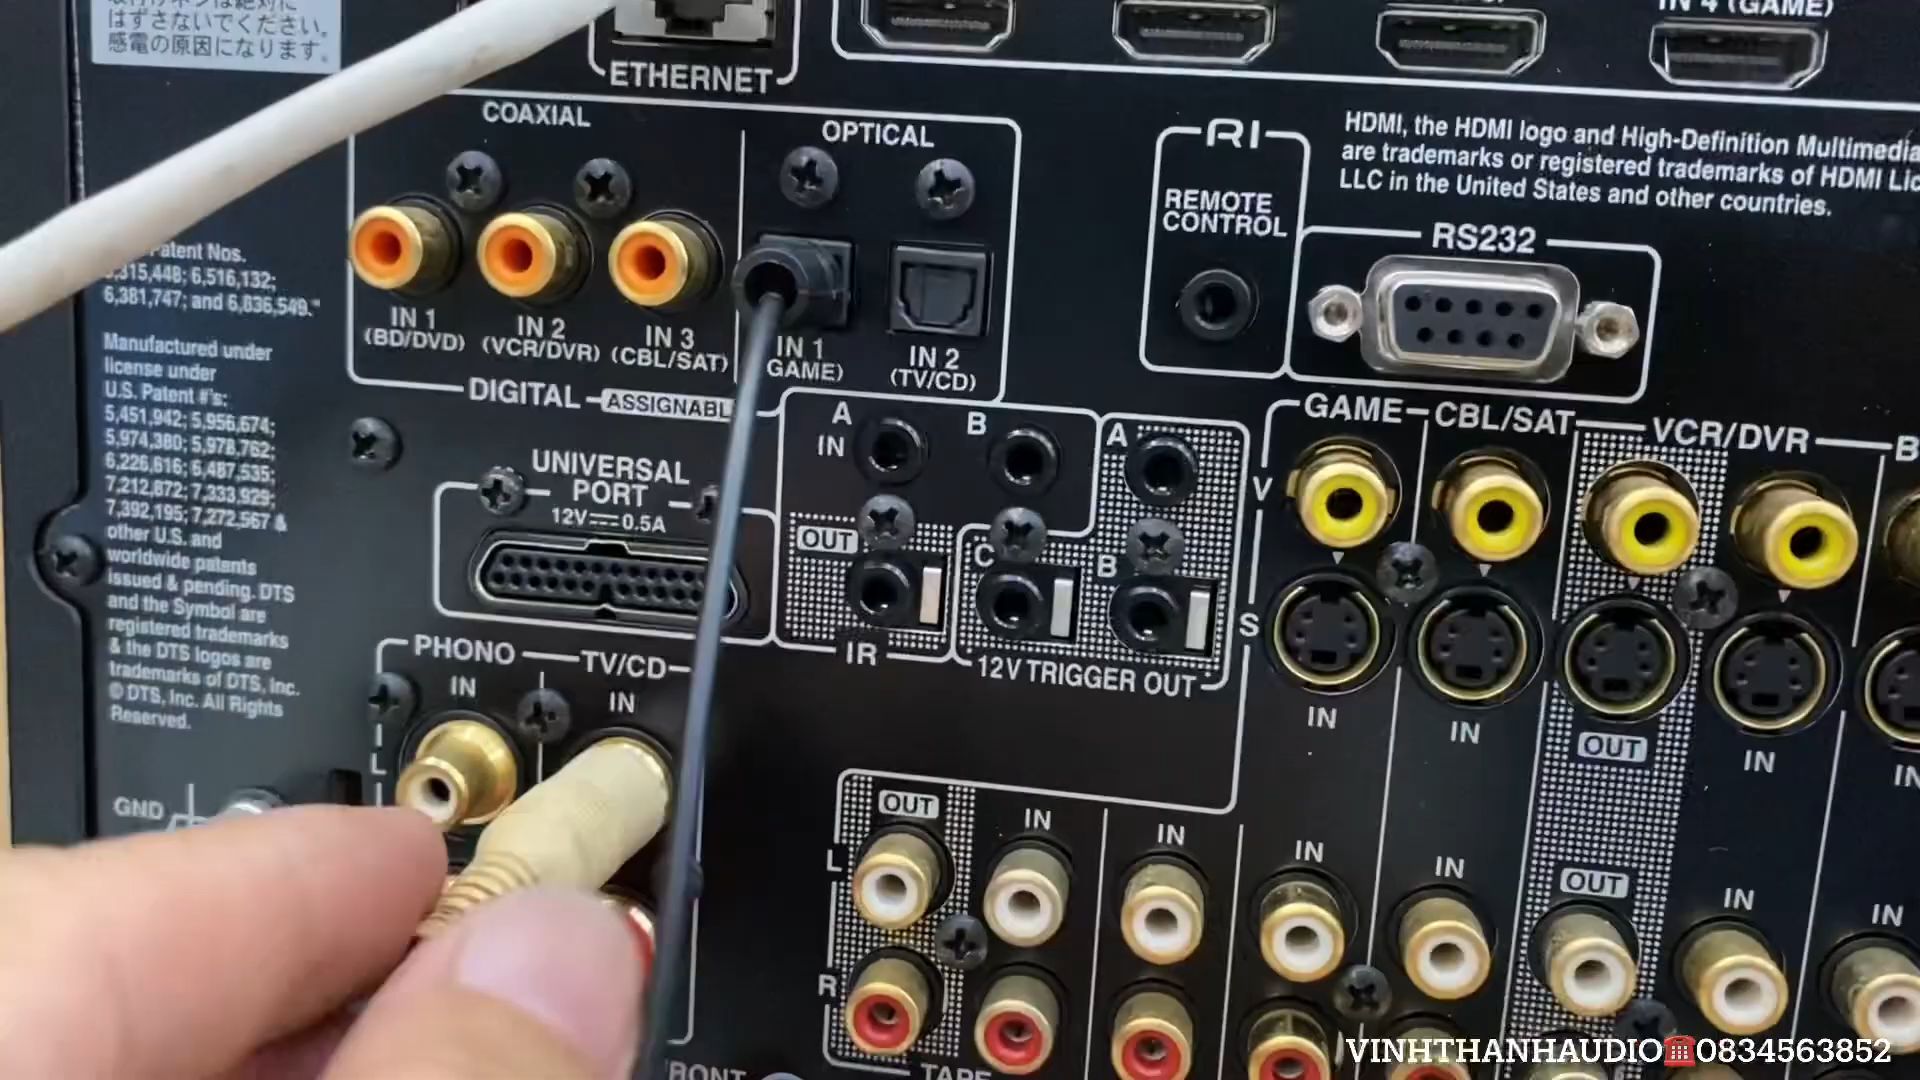 はずさないでください。
感電の原因になります。
ETHERNET
IN 4 (GAME)
COAXIAL
OPTICAL
RI
REMOTE
CONTROL
HDMI, the HDMI logo and High-Definition Multimedia
are trademarks or registered trademarks of HDMI Lic
LLC in the United States and other countries.
RS232
Patent Nos.
5,315,448; 6,516,132;
6,381,747; and 6,836,549."
IN 1
(BD/DVD)
IN 2
(VCR/DVR)
IN 3
(CBL/SAT)
IN 1
GAME)
IN 2
(TV/CD)
DIGITAL
ASSIGNABL
Manufactured under
license under
U.S. Patent #'s:
5,451,942; 5,956,674;
5,974,380; 5,978,762;
6,226,616; 6,487,535;
7,212,872; 7,333,929;
7,392,195; 7,272,567 &
other U.S. and
worldwide patents
issued & pending. DTS
and the Symbol are
registered trademarks
& the DTS logos are
trademarks of DTS, Inc.
© DTS, Inc. All Rights
Reserved.
UNIVERSAL
PORT
12V 0.5A
A
IN
B
A
OUT
C
B
IR
12V TRIGGER OUT
GAME
CBL/SAT
VCR/DVR
B
V
S
IN
IN
OUT
IN
IN
PHONO
TV/CD
IN
IN
L
GND
OUT
IN
IN
IN
IN
OUT
IN
IN
L
R
TAPE
FRONT
VINHTHANHAUDIO☎0834563852